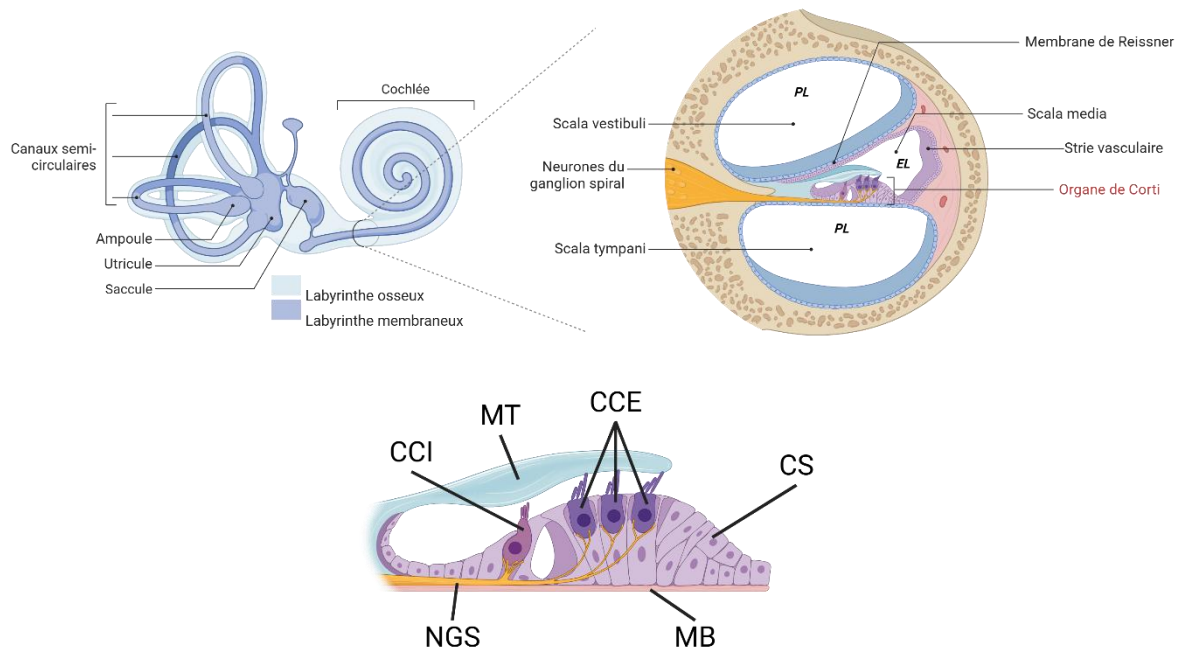 Cochlée
Canaux semi-
circulaires
Ampoule
Utricule
Saccule
Labyrinthe osseux
Labyrinthe membraneux
Membrane de Reissner
PL
Scala vestibuli
Scala media
Strie vasculaire
Neurones du
ganglion spiral
EL
Organe de Corti
PL
Scala tympani
CCE
MT
CCI
CS
NGS
MB